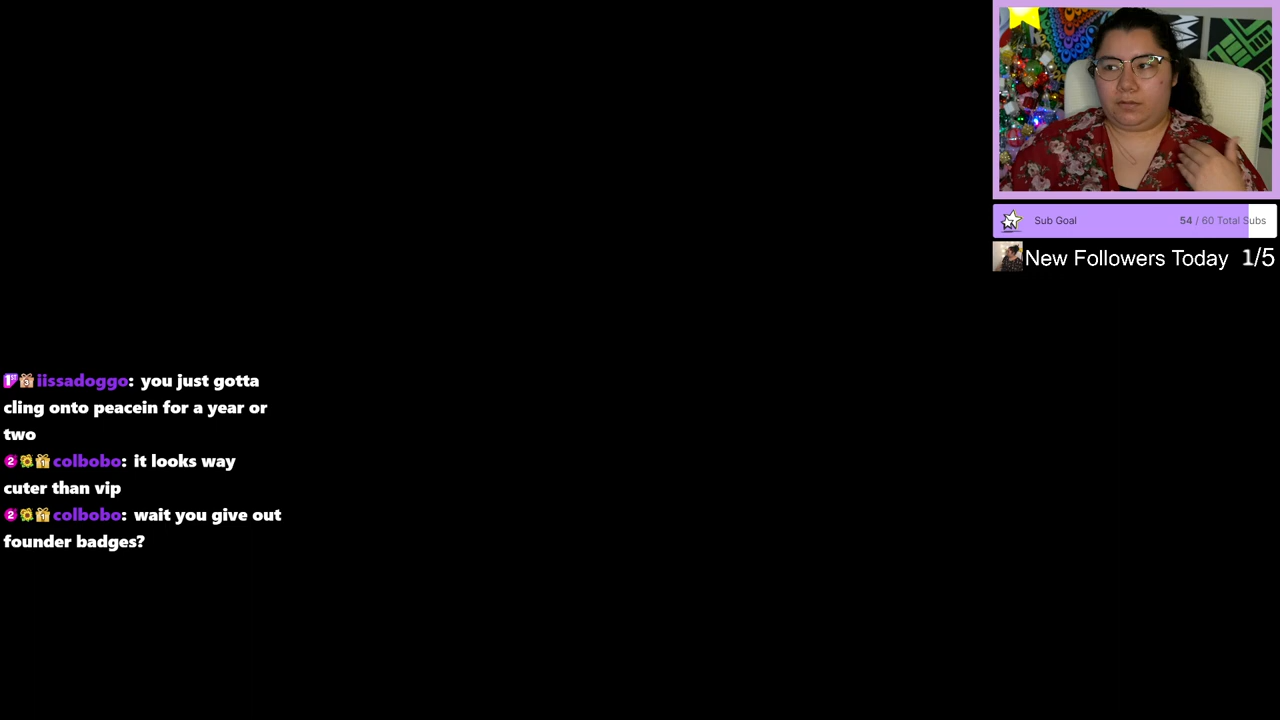 Sub Goal 54 / 60 Total Subs
New Followers Today 1/5
iissadoggo: you just gotta
cling onto peacein for a year or
two
colbobo: it looks way
cuter than vip
colbobo: wait you give out
founder badges?